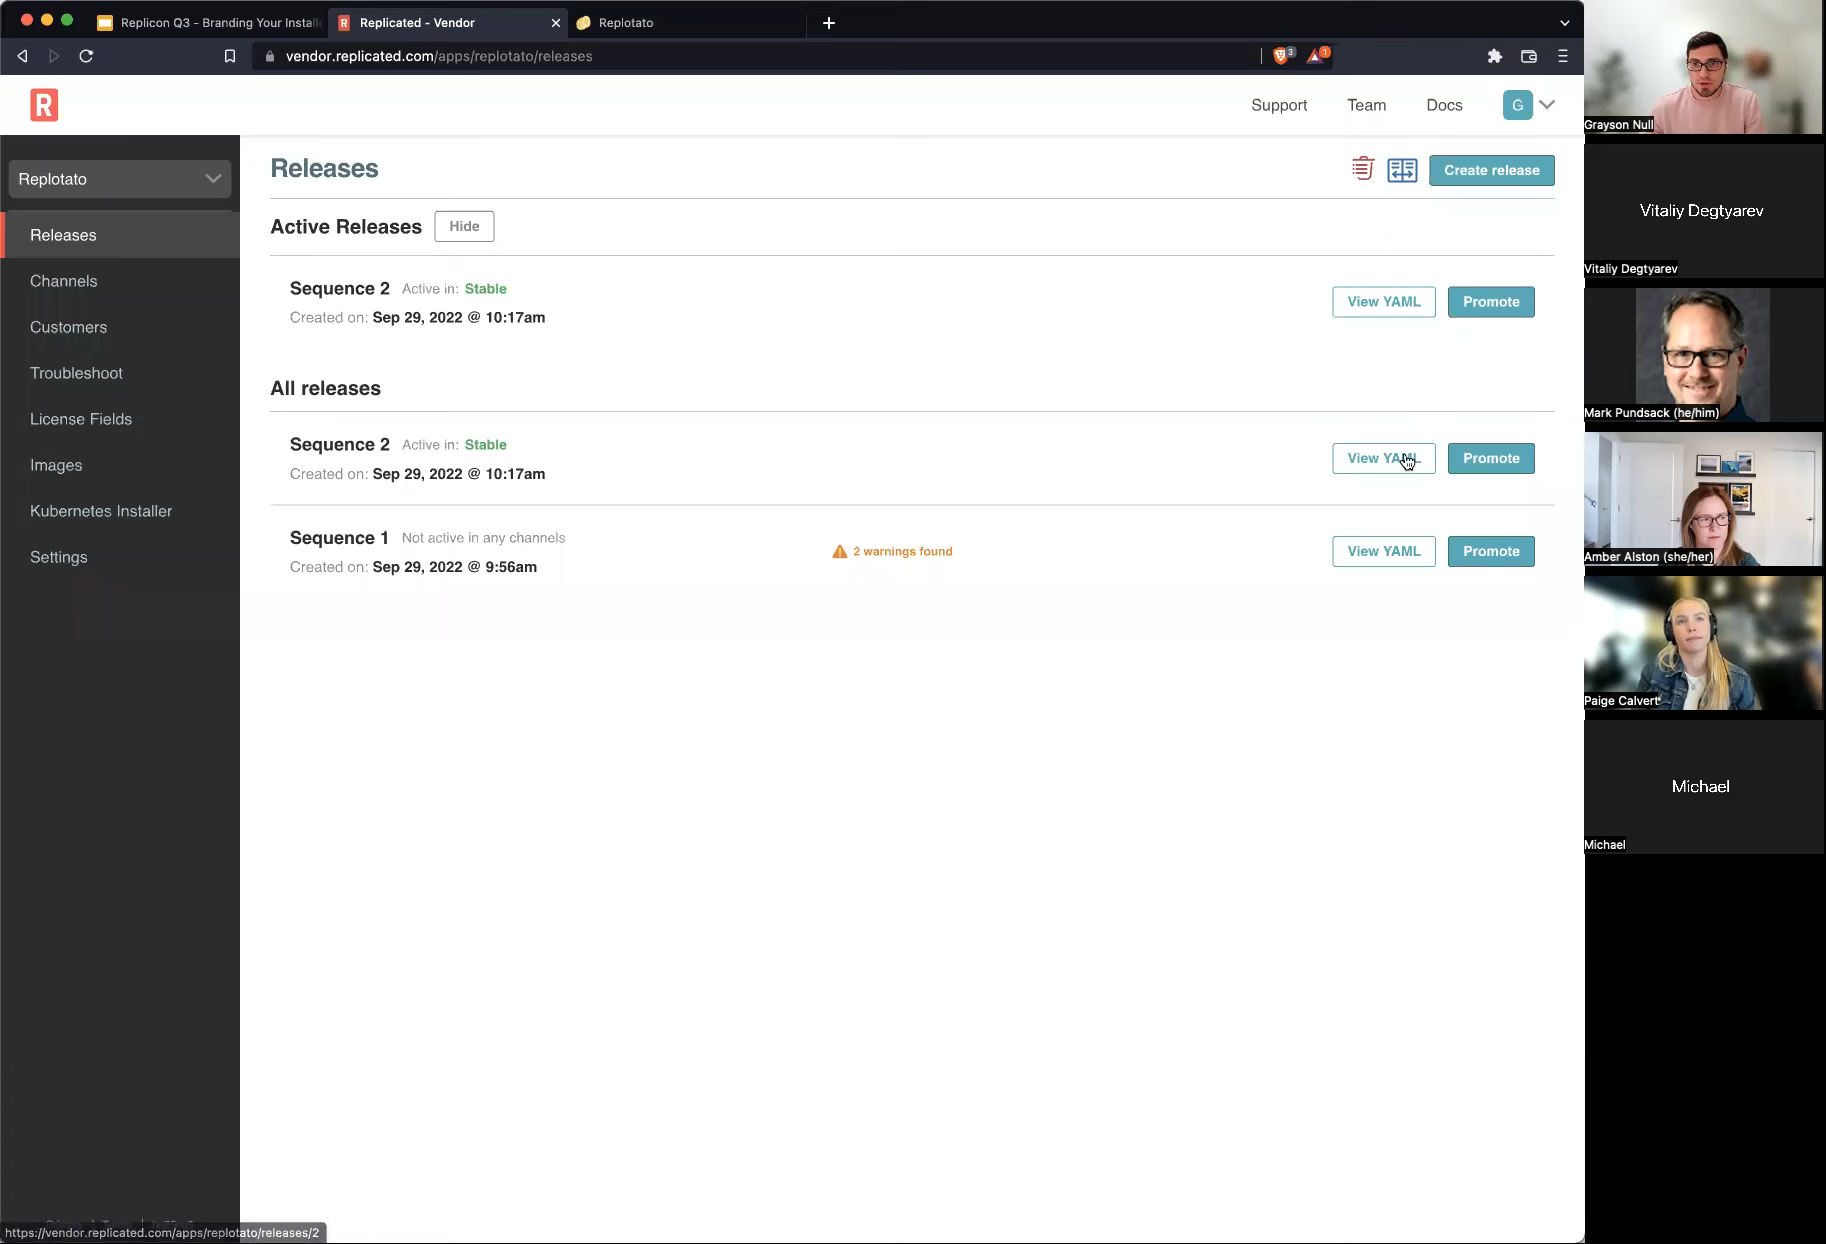 Replicon Q3 - Branding Your Install
R Replicated - Vendor
Replotato
vendor.replicated.com/apps/replotato/releases
3
1
R
Support
Team
Docs
G
Replotato
Releases
Channels
Customers
Troubleshoot
License Fields
Images
Kubernetes Installer
Settings
https://vendor.replicated.com/apps/replotato/releases/2
Releases
Create release
Active Releases
Hide
Sequence 2 Active in: Stable
Created on: Sep 29, 2022 @ 10:17am
View YAML
Promote
All releases
Sequence 2 Active in: Stable
Created on: Sep 29, 2022 @ 10:17am
View YAML
Promote
Sequence 1 Not active in any channels
Created on: Sep 29, 2022 @ 9:56am
2 warnings found
View YAML
Promote
Grayson Null
Vitaliy Degtyarev
Vitaliy Degtyarev
Mark Pundsack (he/him)
Amber Alston (she/her)
Paige Calvert
Michael
Michael